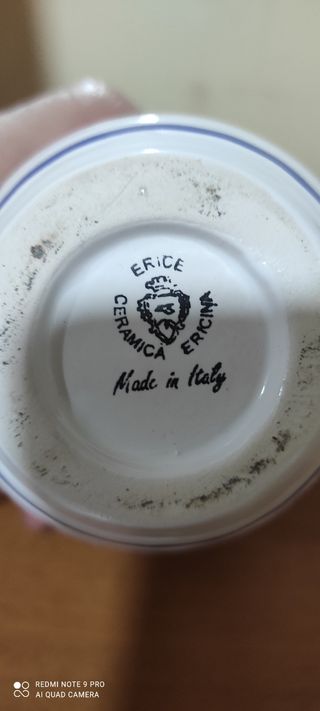 ERICE
CERAMICA ERICINA
A
Made in Italy
REDMI NOTE 9 PRO
AI QUAD CAMERA